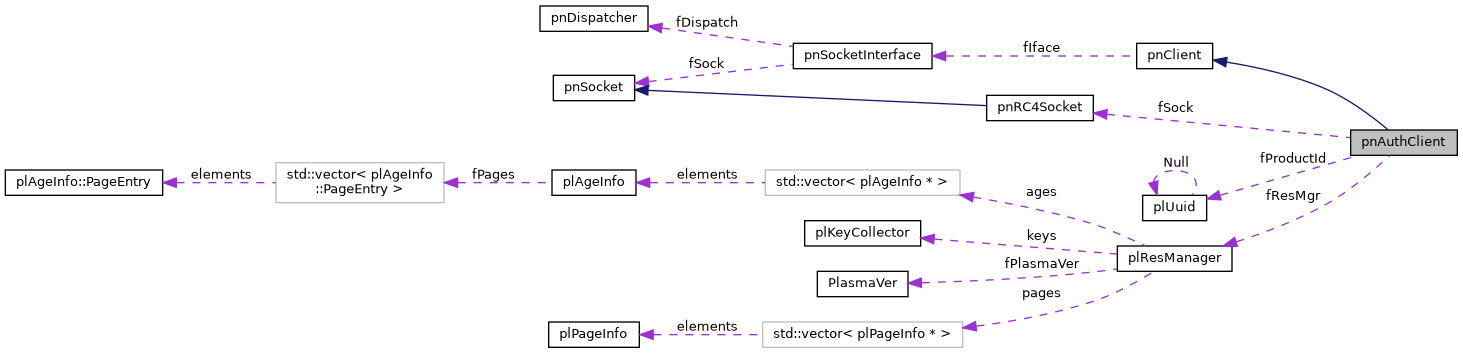 pnDispatcher
fDispatch
pnSocketInterface
fIface
pnClient
fSock
pnSocket
pnRC4Socket
fSock
pnAuthClient
plAgeInfo::PageEntry
elements
std::vector< plAgeInfo
::PageEntry >
fPages
plAgeInfo
elements
std::vector< plAgeInfo * >
Null
fProductId
plUuid
fResMgr
ages
plKeyCollector
keys
plResManager
fPlasmaVer
PlasmaVer
pages
plPageInfo
elements
std::vector< plPageInfo * >